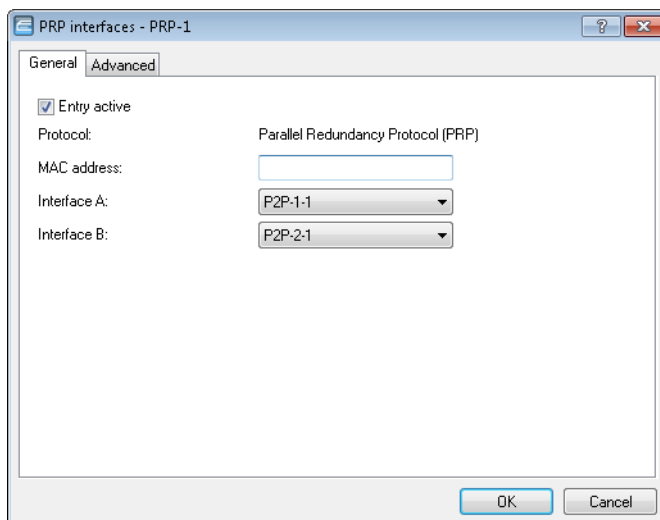 PRP interfaces - PRP-1
?
General Advanced
Entry active
Protocol: Parallel Redundancy Protocol (PRP)
MAC address:
Interface A: P2P-1-1
Interface B: P2P-2-1
OK Cancel